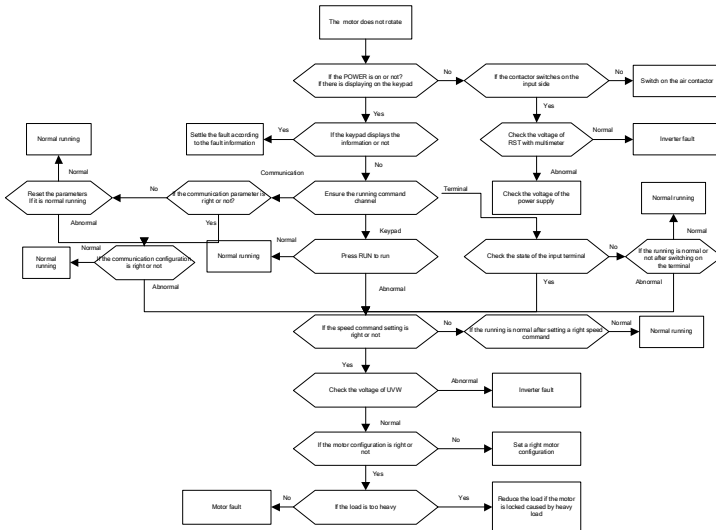 The motor does not rotate
If the POWER is on or not?
If there is displaying on the keypad
No
If the contactor switches on the
input side
No
Switch on the air contactor
Yes
Yes
Settle the fault according
to the fault information
Yes
If the keypad displays the
information or not
Check the voltage of
RST with multimeter
Normal
Inverter fault
Normal running
Normal
No
Abnormal
Communication
Reset the parameters
If it is normal running
No
If the communication parameter is
right or not?
Ensure the running command
channel
Terminal
Check the voltage of the
power supply
Normal running
Abnormal
Yes
Keypad
Normal
Normal
running
Normal
If the communication configuration is
right or not
Normal running
Normal
Press RUN to run
Check the state of the input terminal
No
If the running is normal or
not after switching on
the terminal
Abnormal
Abnormal
Yes
Abnormal
If the speed command setting is
right or not
No
If the running is normal after setting a right speed
command
Normal
Normal running
Yes
Check the voltage of UVW
Abnormal
Inverter fault
Normal
If the motor configuration is right or
not
No
Set a right motor
configuration
Yes
Motor fault
No
If the load is too heavy
Yes
Reduce the load if the motor
is locked caused by heavy
load